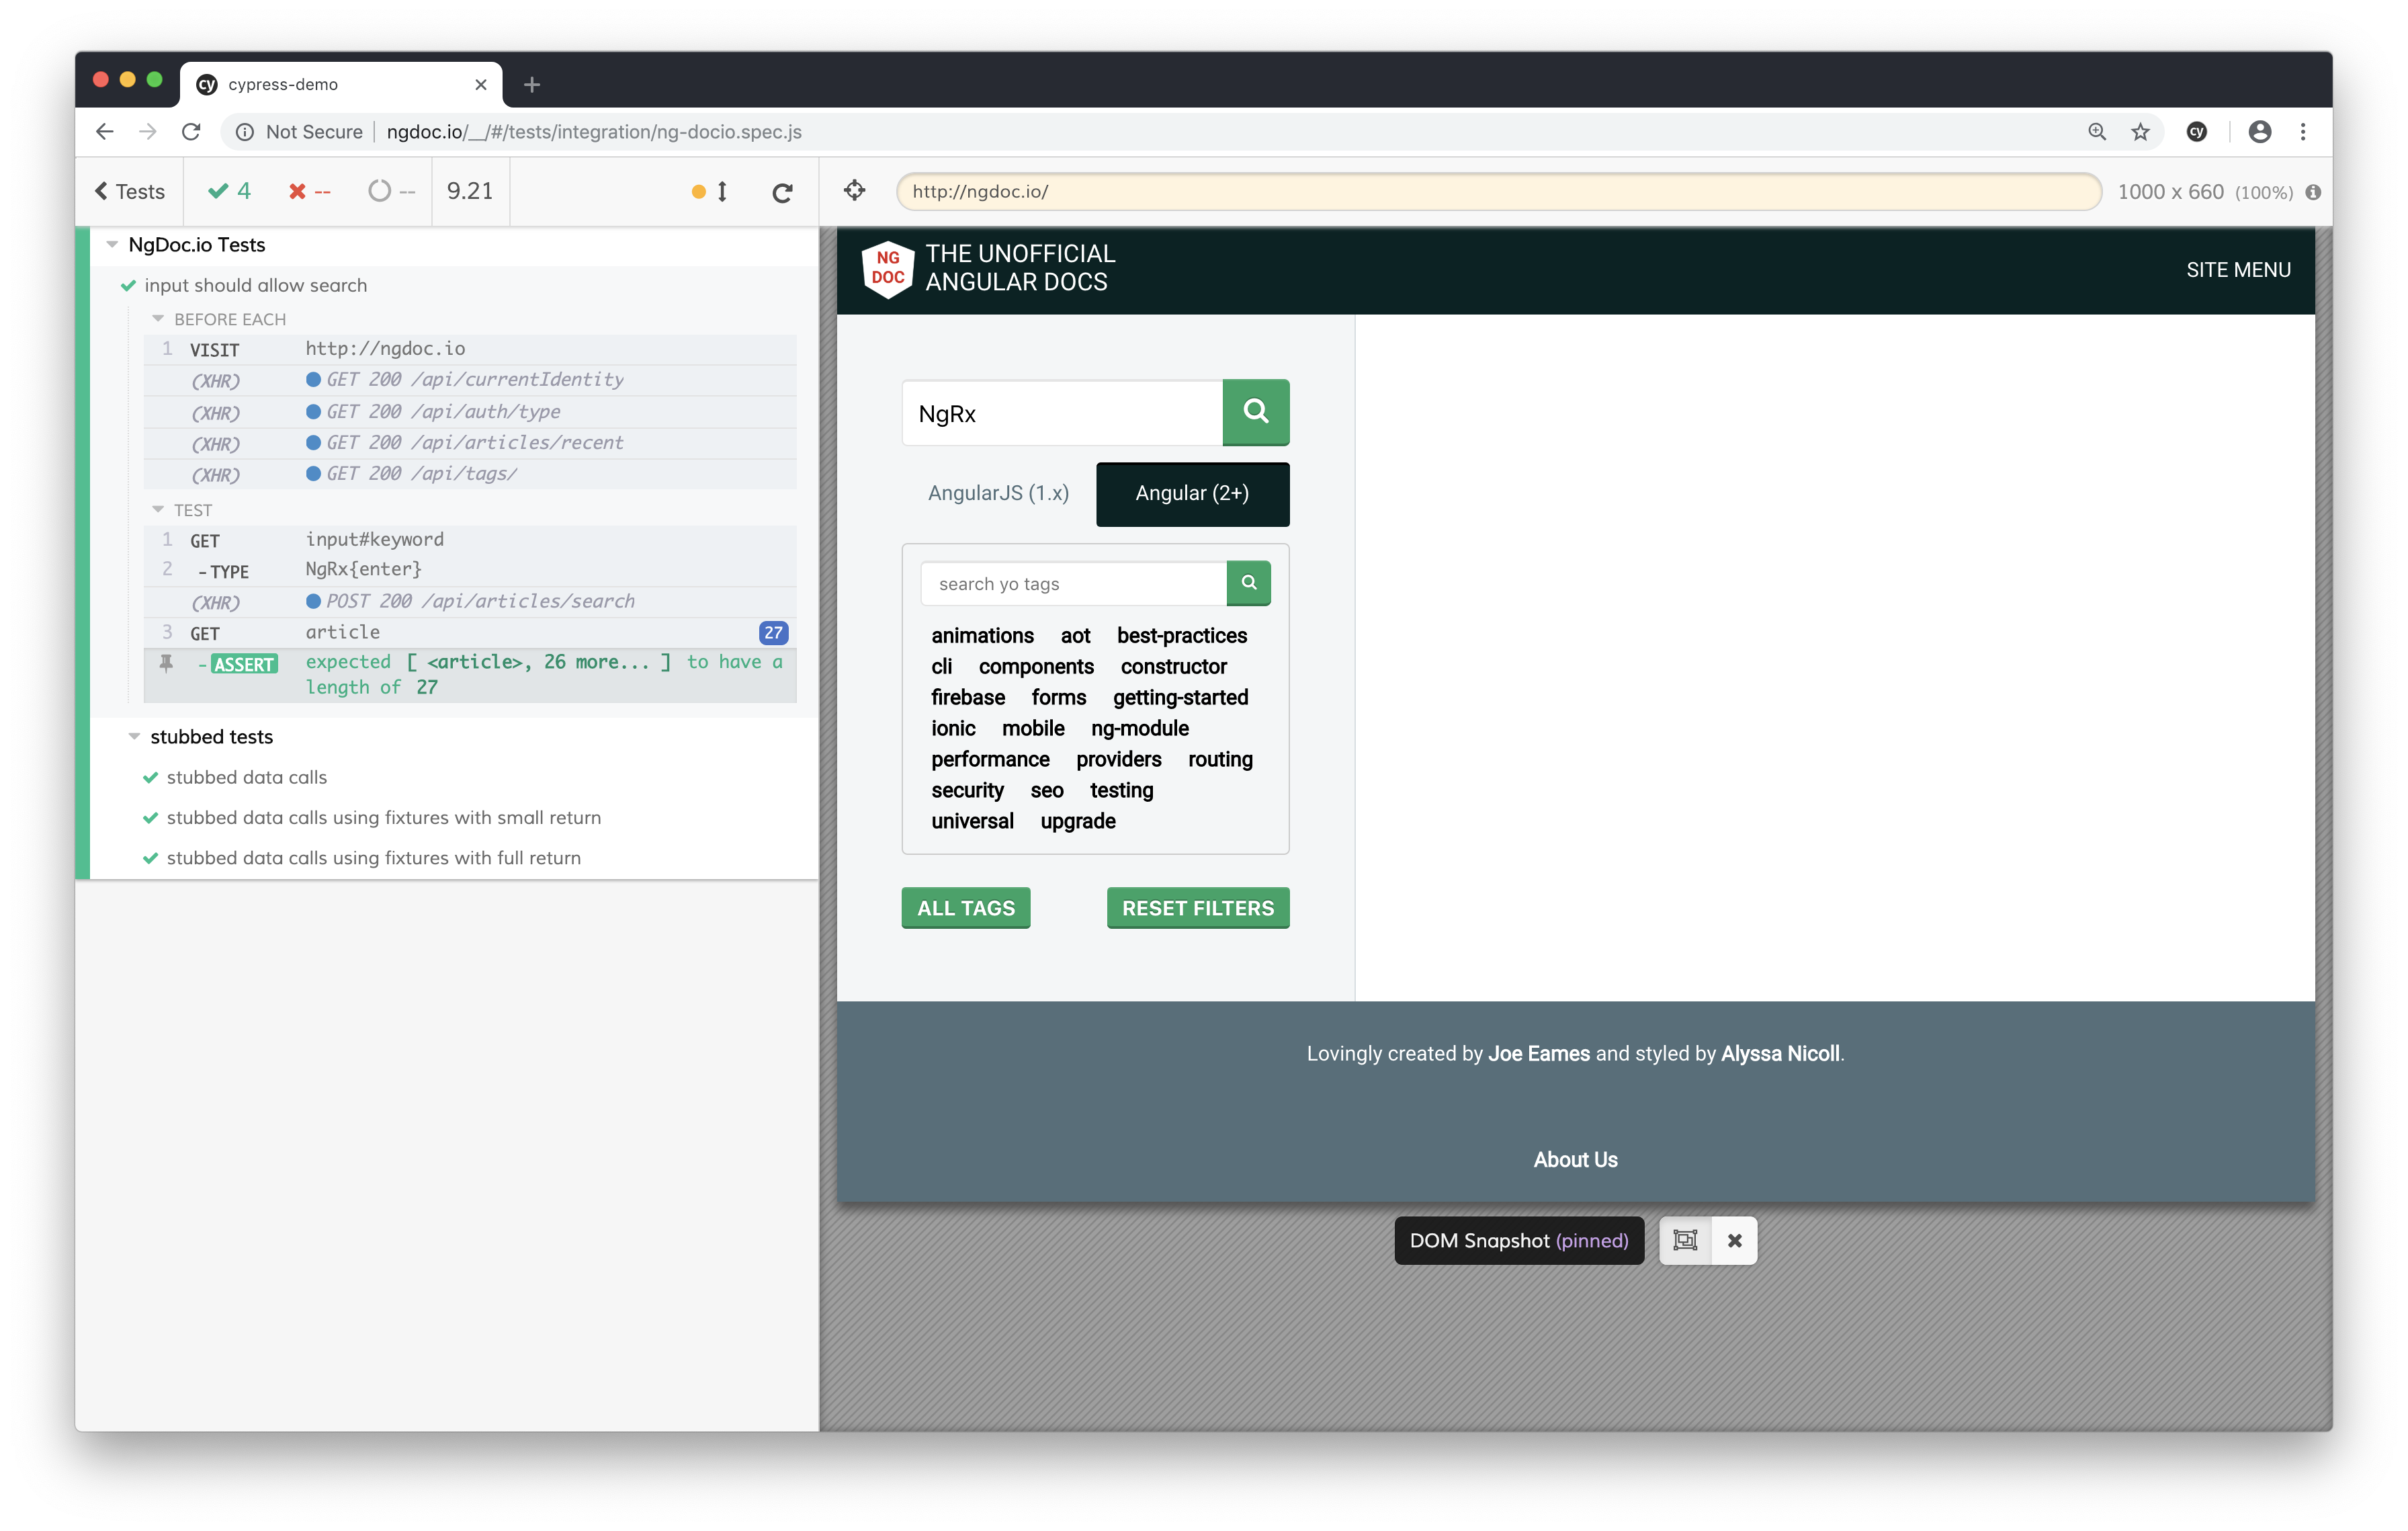 cy cypress-demo
Not Secure ngdoc.io/__/#/tests/integration/ng-docio.spec.js cy
Tests 4 -- -- 9.21
http://ngdoc.io/ 1000 x 660 (100%)
NgDoc.io Tests
input should allow search
BEFORE EACH
1 VISIT http://ngdoc.io
(XHR) GET 200 /api/currentIdentity
(XHR) GET 200 /api/auth/type
(XHR) GET 200 /api/articles/recent
(XHR) GET 200 /api/tags/
TEST
1 GET input#keyword
2 -TYPE NgRx{enter}
(XHR) POST 200 /api/articles/search
3 GET article 27
-ASSERT expected [ <article>, 26 more... ] to have a
length of 27
stubbed tests
stubbed data calls
stubbed data calls using fixtures with small return
stubbed data calls using fixtures with full return
NG
DOC
THE UNOFFICIAL
ANGULAR DOCS
SITE MENU
NgRx
AngularJS (1.x) Angular (2+)
search yo tags
animations aot best-practices
cli components constructor
firebase forms getting-started
ionic mobile ng-module
performance providers routing
security seo testing
universal upgrade
ALL TAGS RESET FILTERS
Lovingly created by Joe Eames and styled by Alyssa Nicoll.
About Us
DOM Snapshot (pinned)